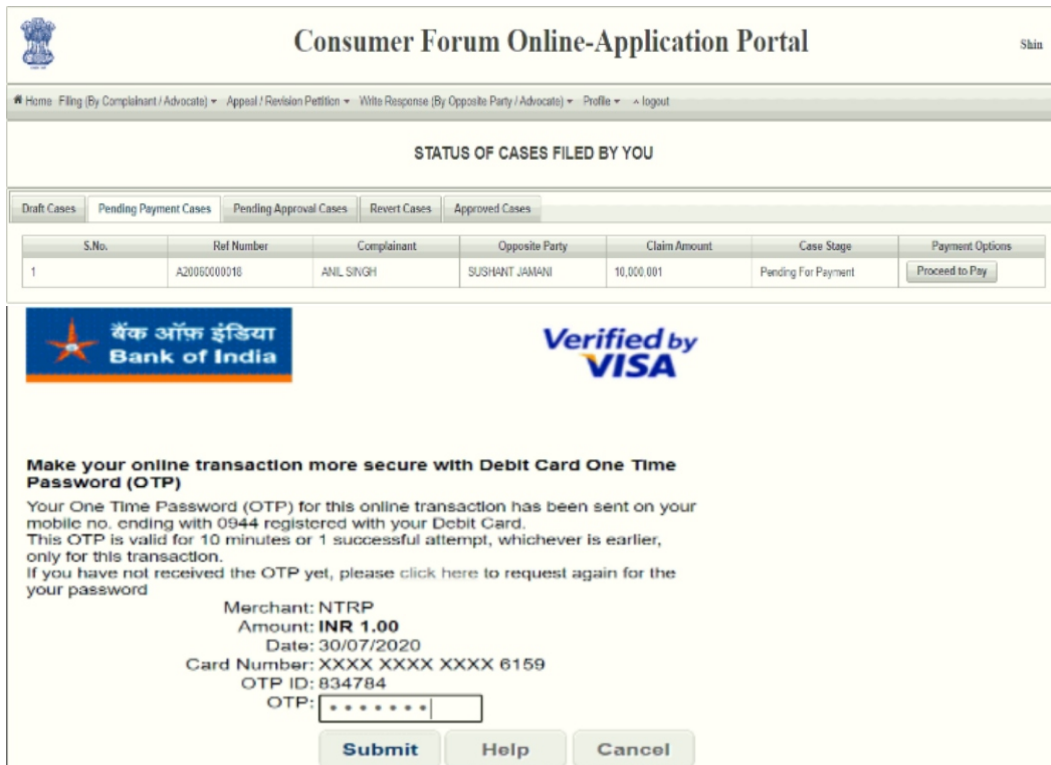 Consumer Forum Online-Application Portal
Shin
Home Filing (By Complainant / Advocate) Appeal / Revision Petition Write Response (By Opposite Party / Advocate) Profile logout
STATUS OF CASES FILED BY YOU
Draft Cases Pending Payment Cases Pending Approval Cases Revert Cases Approved Cases
S.No. Ref Number Complainant Opposite Party Claim Amount Case Stage Payment Options
1 A20060000018 ANIL SINGH SUSHANT JAMANI 10,000,001 Pending For Payment Proceed to Pay
बैंक ऑफ़ इंडिया
Bank of India
Verified by
VISA
Make your online transaction more secure with Debit Card One Time
Password (OTP)
Your One Time Password (OTP) for this online transaction has been sent on your
mobile no. ending with 0944 registered with your Debit Card.
This OTP is valid for 10 minutes or 1 successful attempt, whichever is earlier,
only for this transaction.
If you have not received the OTP yet, please click here to request again for the
your password
Merchant: NTRP
Amount: INR 1.00
Date: 30/07/2020
Card Number: XXXX XXXX XXXX 6159
OTP ID: 834784
OTP:
Submit Help Cancel